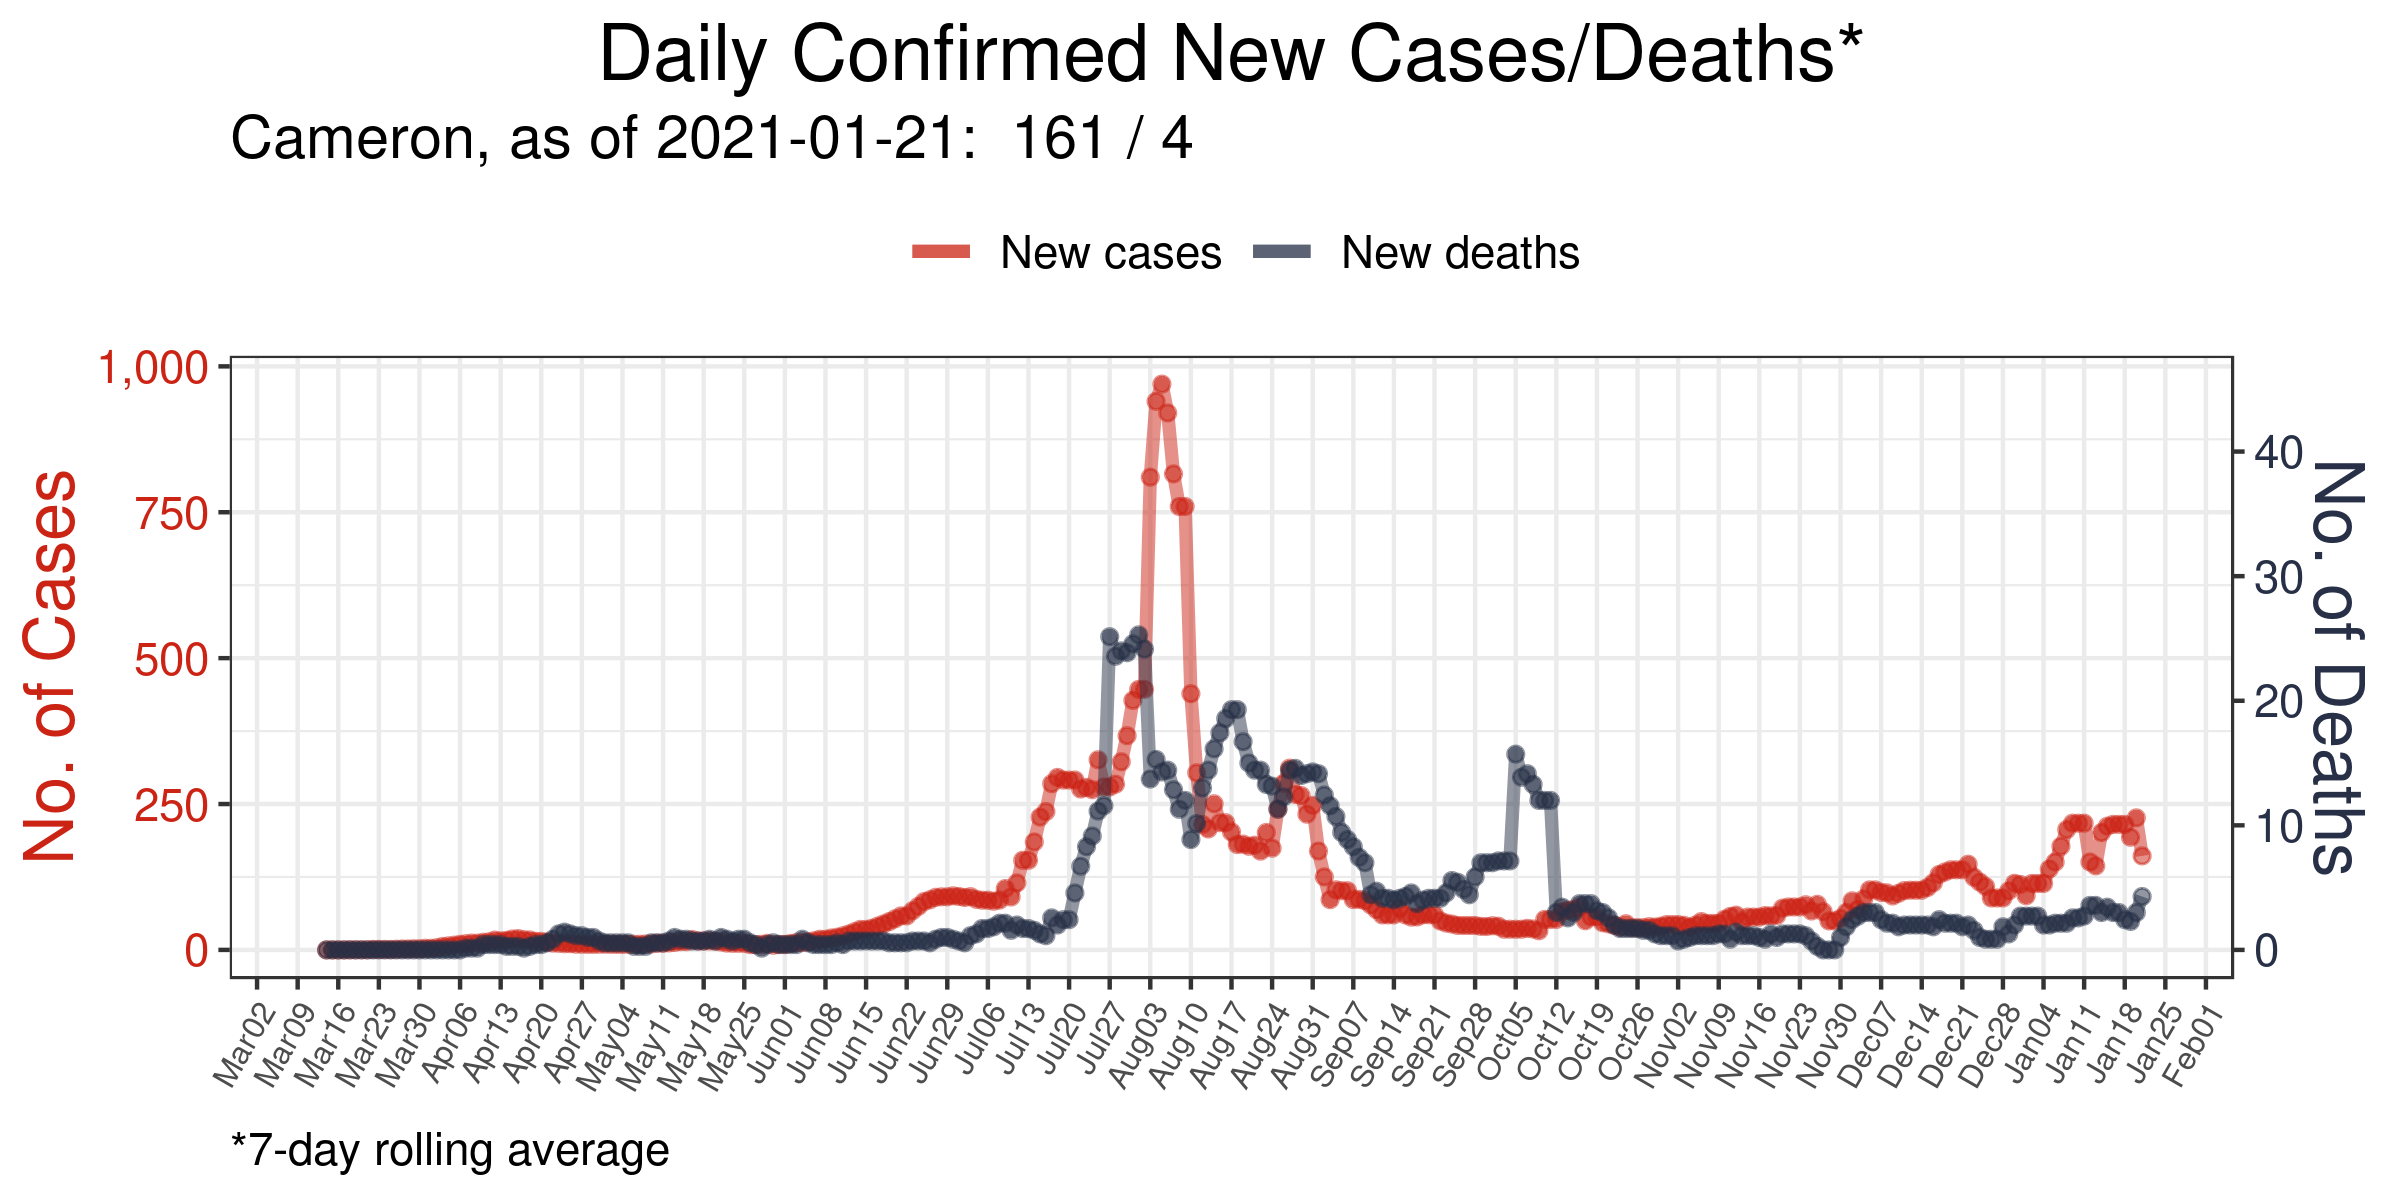 Daily Confirmed New Cases/Deaths*
Cameron, as of 2021-01-21:  161 / 4
New cases
New deaths
No. of Cases
1,000
750
500
250
0
No. of Deaths
40
30
20
10
0
Mar02
Mar09
Mar16
Mar23
Mar30
Apr06
Apr13
Apr20
Apr27
May04
May11
May18
May25
Jun01
Jun08
Jun15
Jun22
Jun29
Jul06
Jul13
Jul20
Jul27
Aug03
Aug10
Aug17
Aug24
Aug31
Sep07
Sep14
Sep21
Sep28
Oct05
Oct12
Oct19
Oct26
Nov02
Nov09
Nov16
Nov23
Nov30
Dec07
Dec14
Dec21
Dec28
Jan04
Jan11
Jan18
Jan25
Feb01
*7-day rolling average